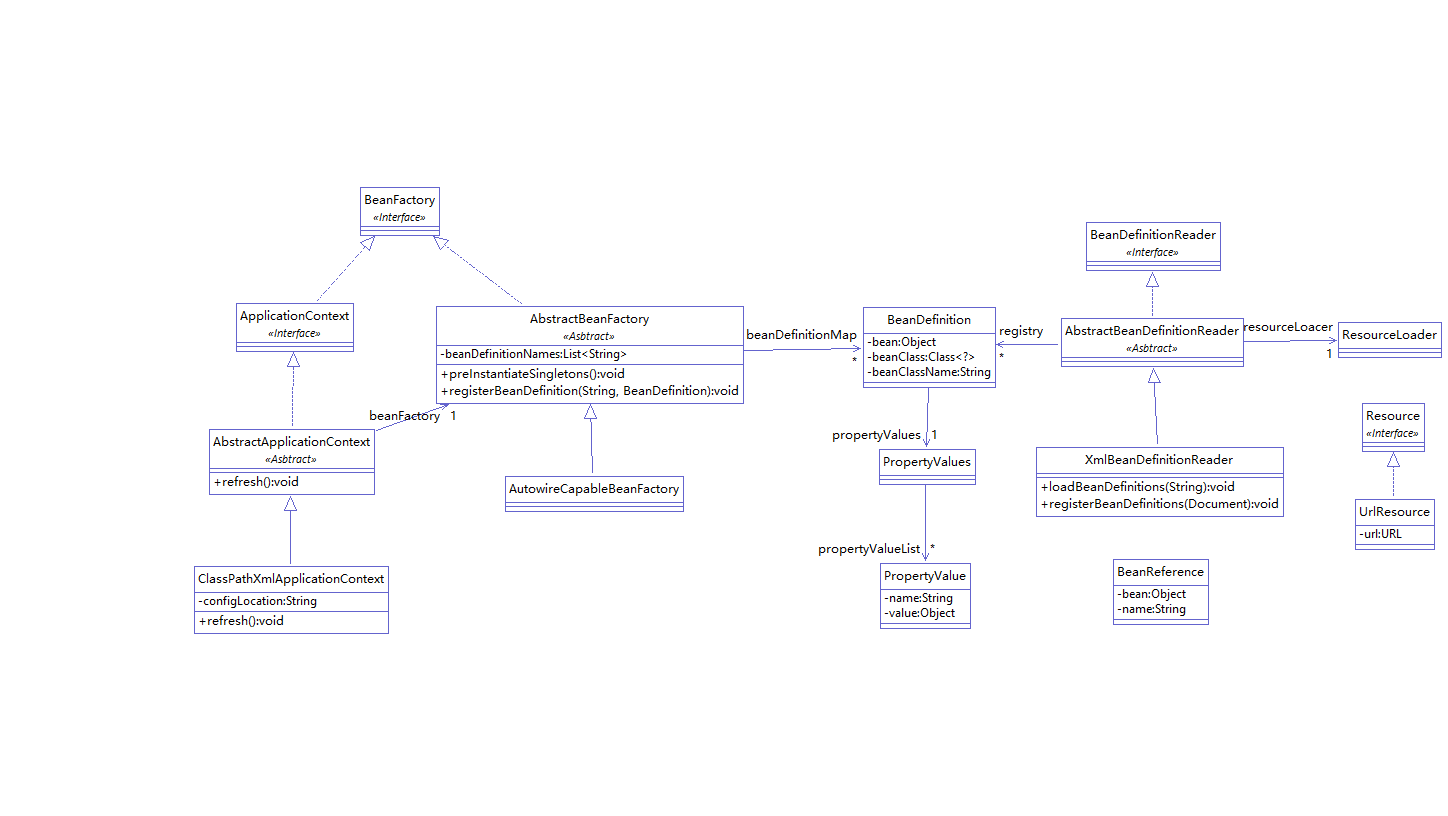 BeanFactory
«Interface»
ApplicationContext
«Interface»
AbstractBeanFactory
«Asbtract»
-beanDefinitionNames:List<String>
+preInstantiateSingletons():void
+registerBeanDefinition(String, BeanDefinition):void
beanDefinitionMap
*
BeanDefinition
-bean:Object
-beanClass:Class<?>
-beanClassName:String
registry
*
BeanDefinitionReader
«Interface»
AbstractBeanDefinitionReader
«Asbtract»
resourceLoacer
1
ResourceLoader
beanFactory 1
AbstractApplicationContext
«Asbtract»
+refresh():void
AutowireCapableBeanFactory
propertyValues 1
PropertyValues
XmlBeanDefinitionReader
+loadBeanDefinitions(String):void
+registerBeanDefinitions(Document):void
Resource
«Interface»
UrlResource
-url:URL
ClassPathXmlApplicationContext
-configLocation:String
+refresh():void
propertyValueList *
PropertyValue
-name:String
-value:Object
BeanReference
-bean:Object
-name:String